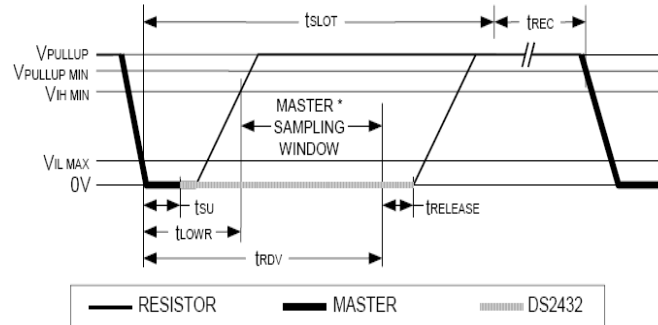 tSLOT
tREC
VPULLUP
VPULLUP MIN
VIH MIN
MASTER *
SAMPLING
WINDOW
VIL MAX
0V
tSU
tRELEASE
tLOWR
tRDV
RESISTOR
MASTER
DS2432